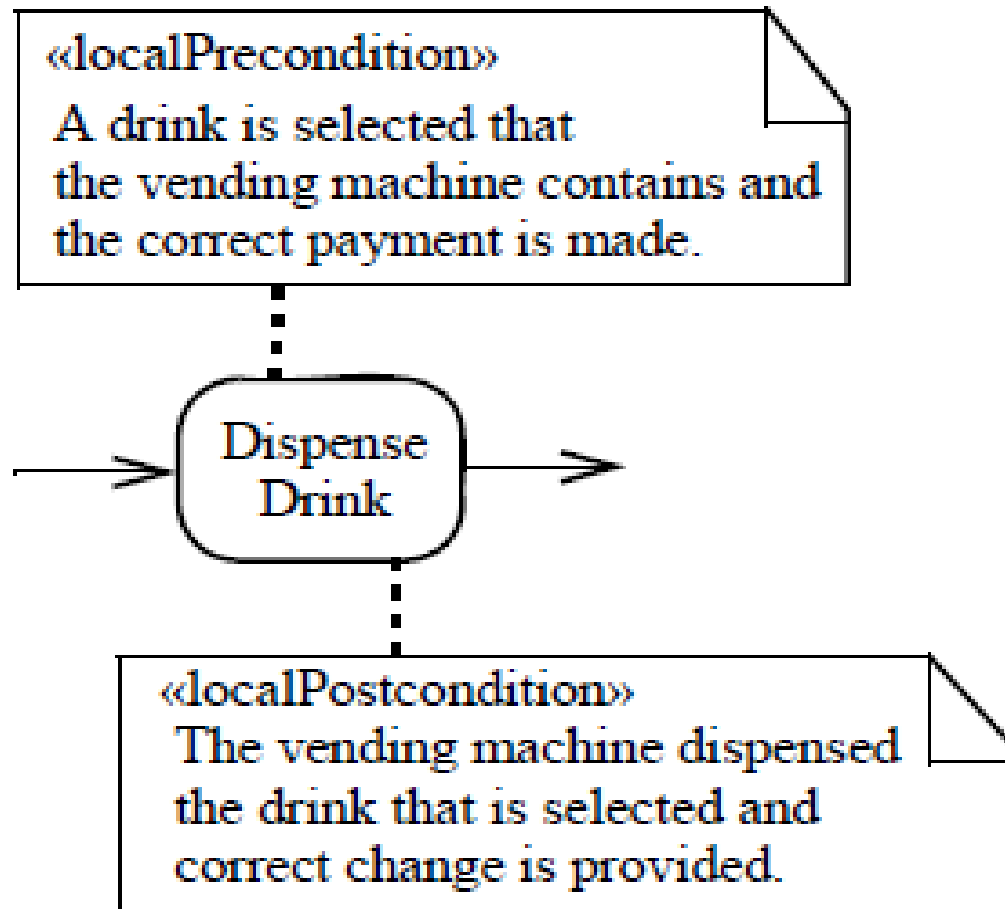 «localPrecondition»
A drink is selected that
the vending machine contains and
the correct payment is made.
Dispense
Drink
«localPostcondition»
The vending machine dispensed
the drink that is selected and
correct change is provided.